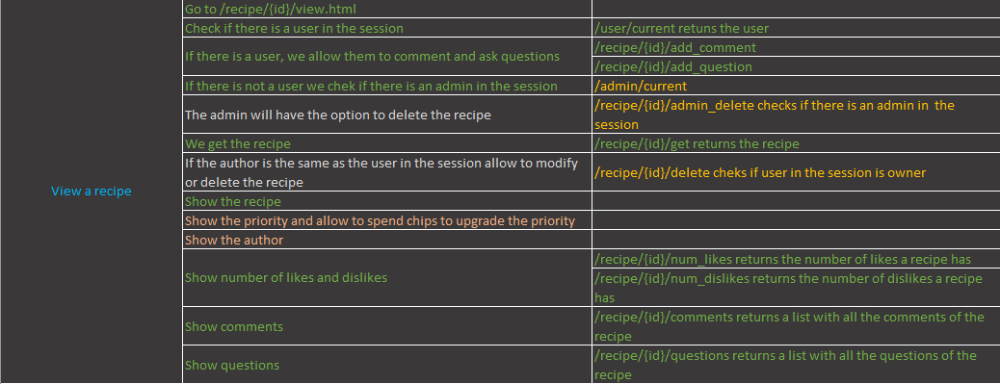 Go to /recipe/{id}/view.html
Check if there is a user in the session
/user/current retuns the user
If there is a user, we allow them to comment and ask questions
/recipe/{id}/add_comment
/recipe/{id}/add_question
If there is not a user we chek if there is an admin in the session
/admin/current
The admin will have the option to delete the recipe
/recipe/{id}/admin_delete checks if there is an admin in the
session
We get the recipe
/recipe/{id}/get returns the recipe
If the author is the same as the user in the session allow to modify
or delete the recipe
/recipe/{id}/delete cheks if user in the session is owner
View a recipe
Show the recipe
Show the priority and allow to spend chips to upgrade the priority
Show the author
Show number of likes and dislikes
/recipe/{id}/num_likes returns the number of likes a recipe has
/recipe/{id}/num_dislikes returns the number of dislikes a recipe
has
Show comments
/recipe/{id}/comments returns a list with all the comments of the
recipe
Show questions
/recipe/{id}/questions returns a list with all the questions of the
recipe